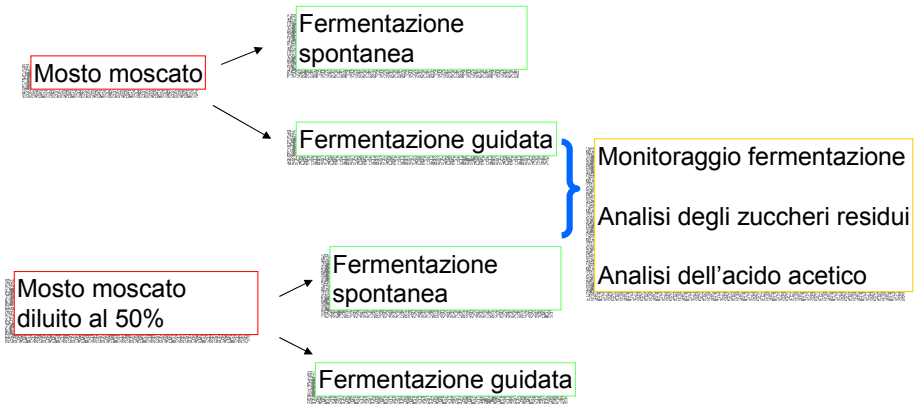 Fermentazione
spontanea
Mosto moscato
Fermentazione guidata
Monitoraggio fermentazione
Analisi degli zuccheri residui
Analisi dell'acido acetico
Fermentazione
spontanea
Mosto moscato
diluito al 50%
Fermentazione guidata